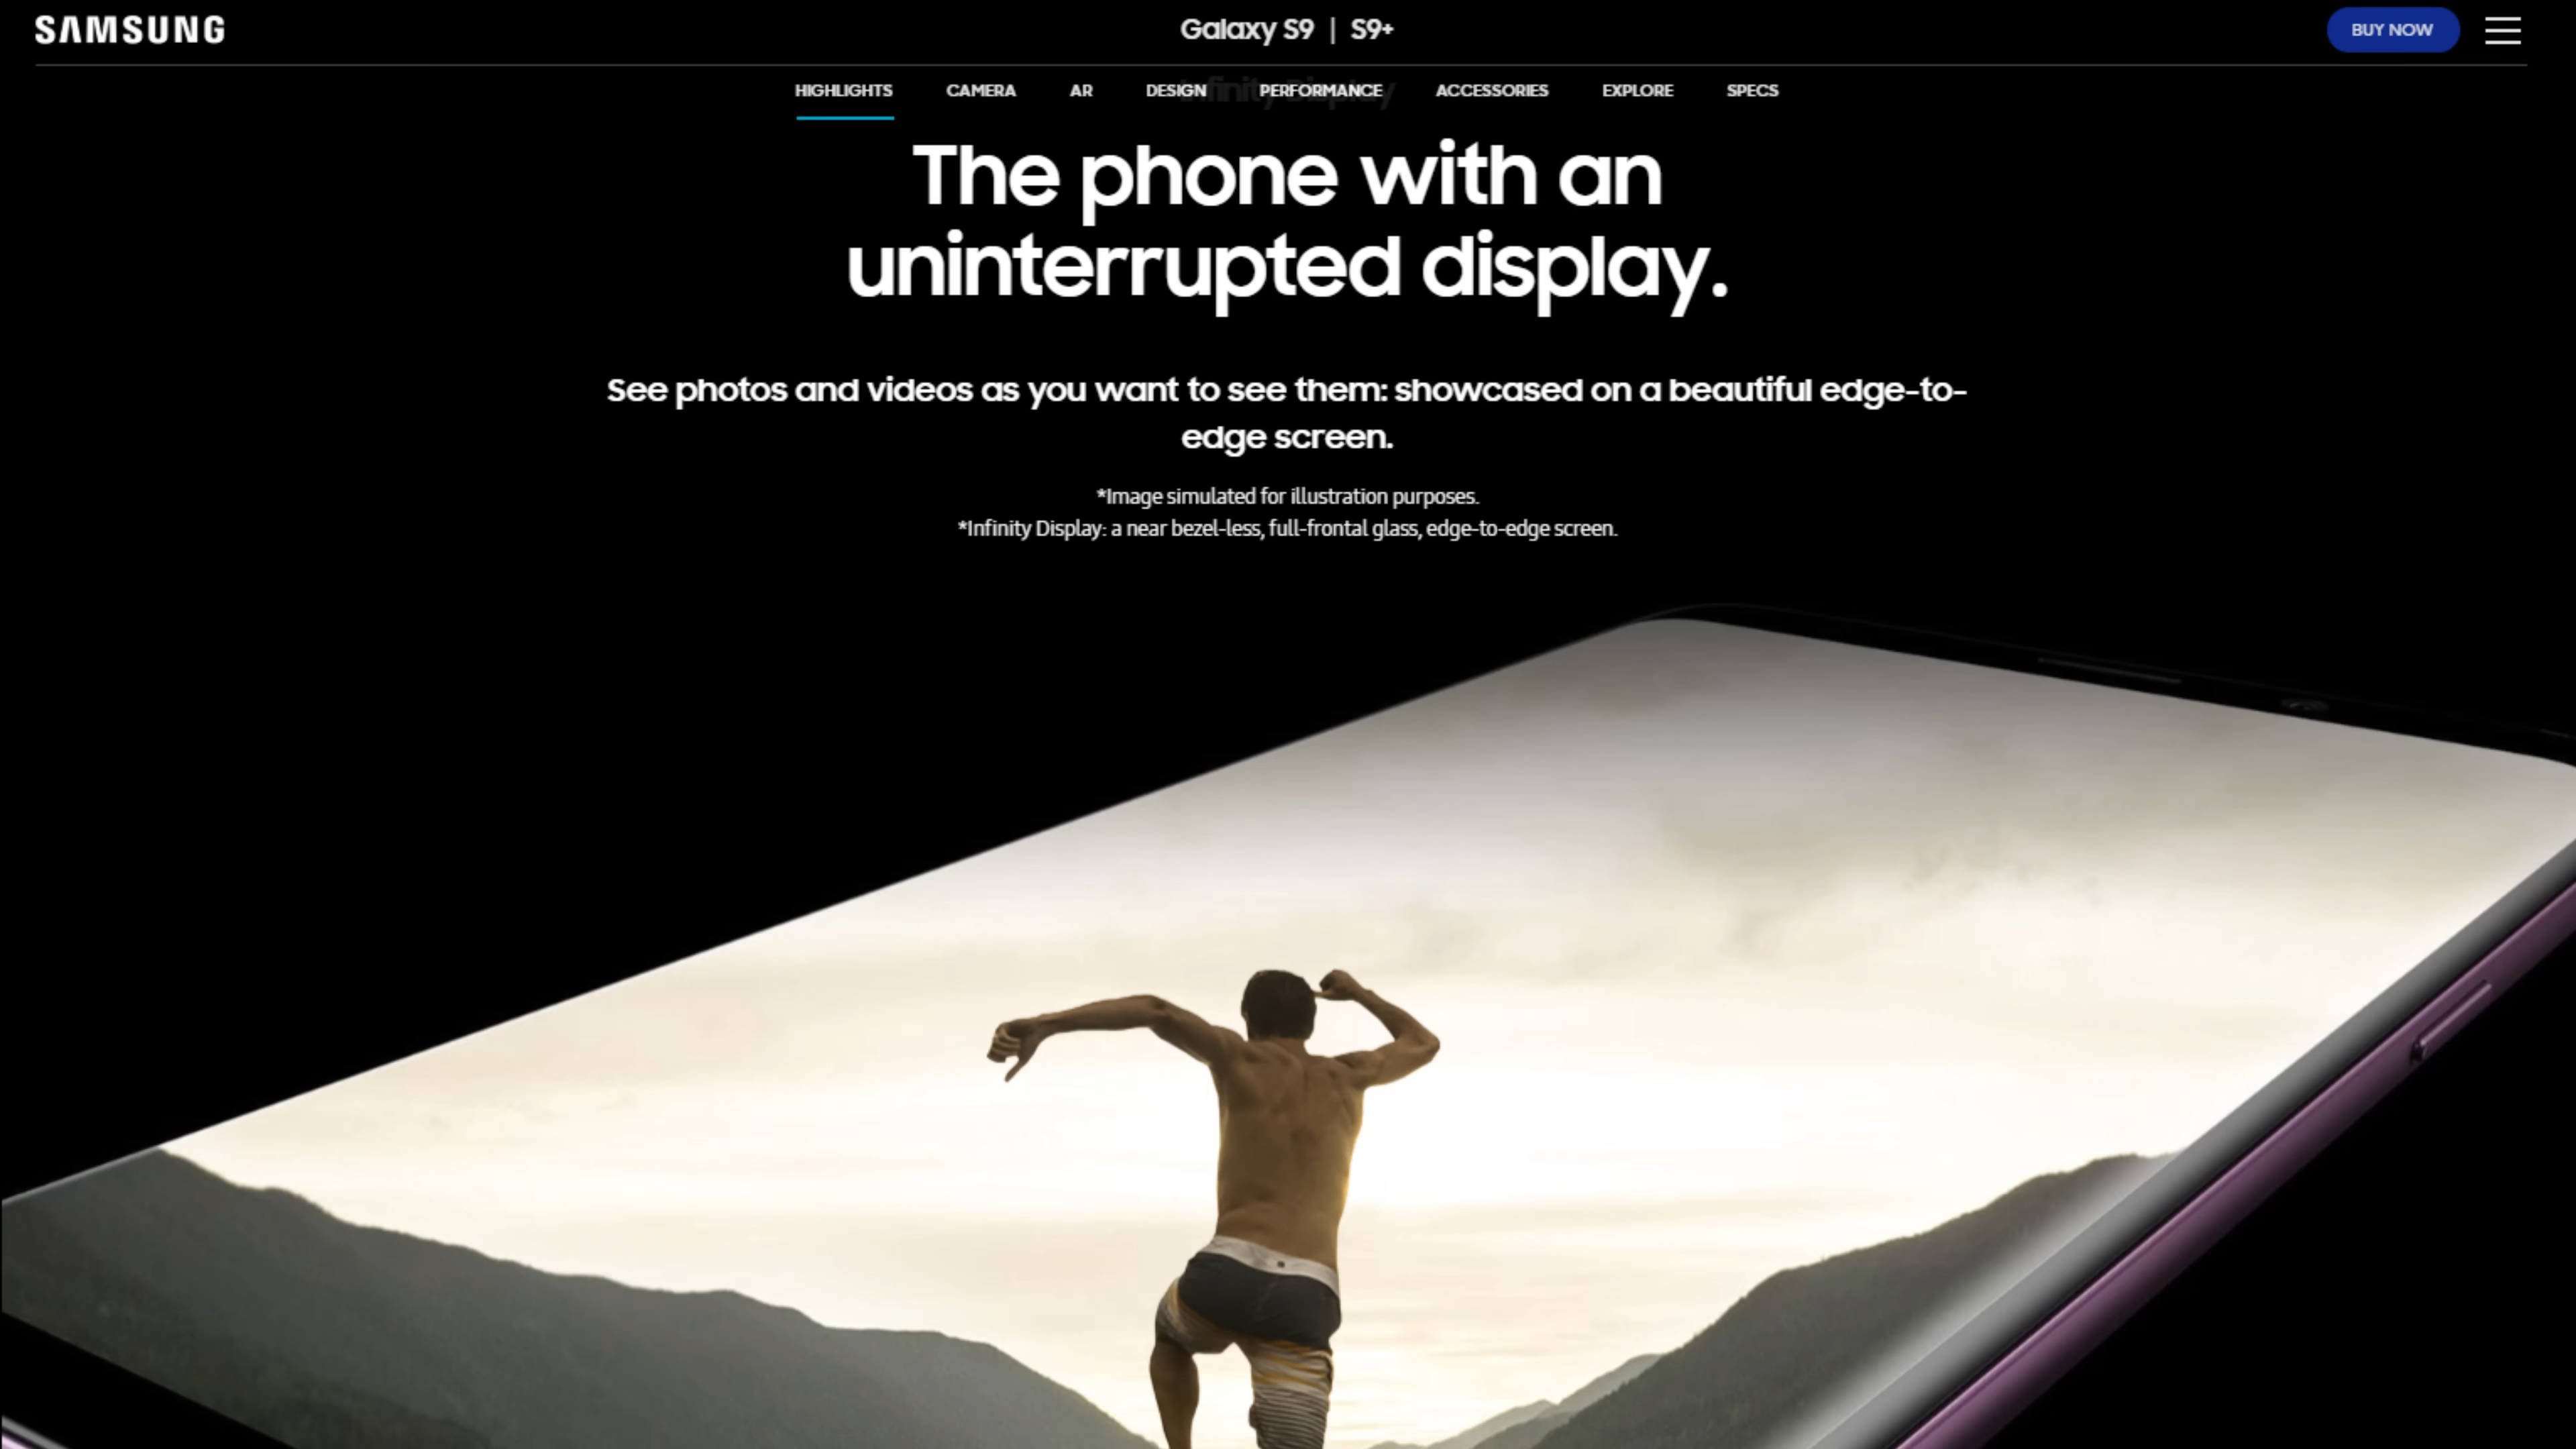 SAMSUNG
Galaxy S9 | S9+
BUY NOW
HIGHLIGHTS CAMERA AR DESIGN PERFORMANCE ACCESSORIES EXPLORE SPECS
Infinity Display
The phone with an
uninterrupted display.
See photos and videos as you want to see them: showcased on a beautiful edge-to-
edge screen.
*Image simulated for illustration purposes.
*Infinity Display: a near bezel-less, full-frontal glass, edge-to-edge screen.